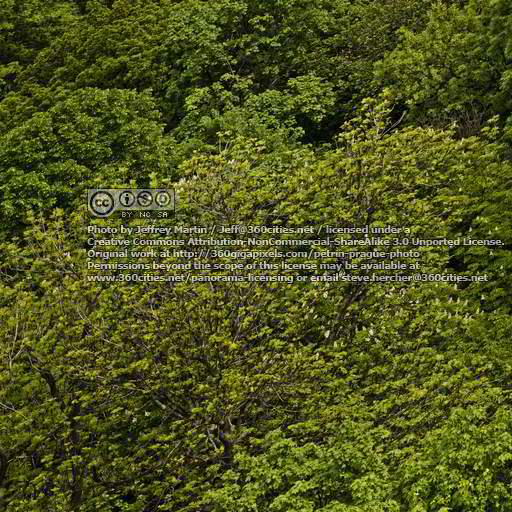 cc BY NC SA
Photo by Jeffrey Martin / Jeff@360cities.net / licensed under a
Creative Commons Attribution-NonCommercial-ShareAlike 3.0 Unported License.
Original work at http://360gigapixels.com/petrin-prague-photo
Permissions beyond the scope of this license may be available at
www.360cities.net/panorama-licensing or email steve.hercher@360cities.net